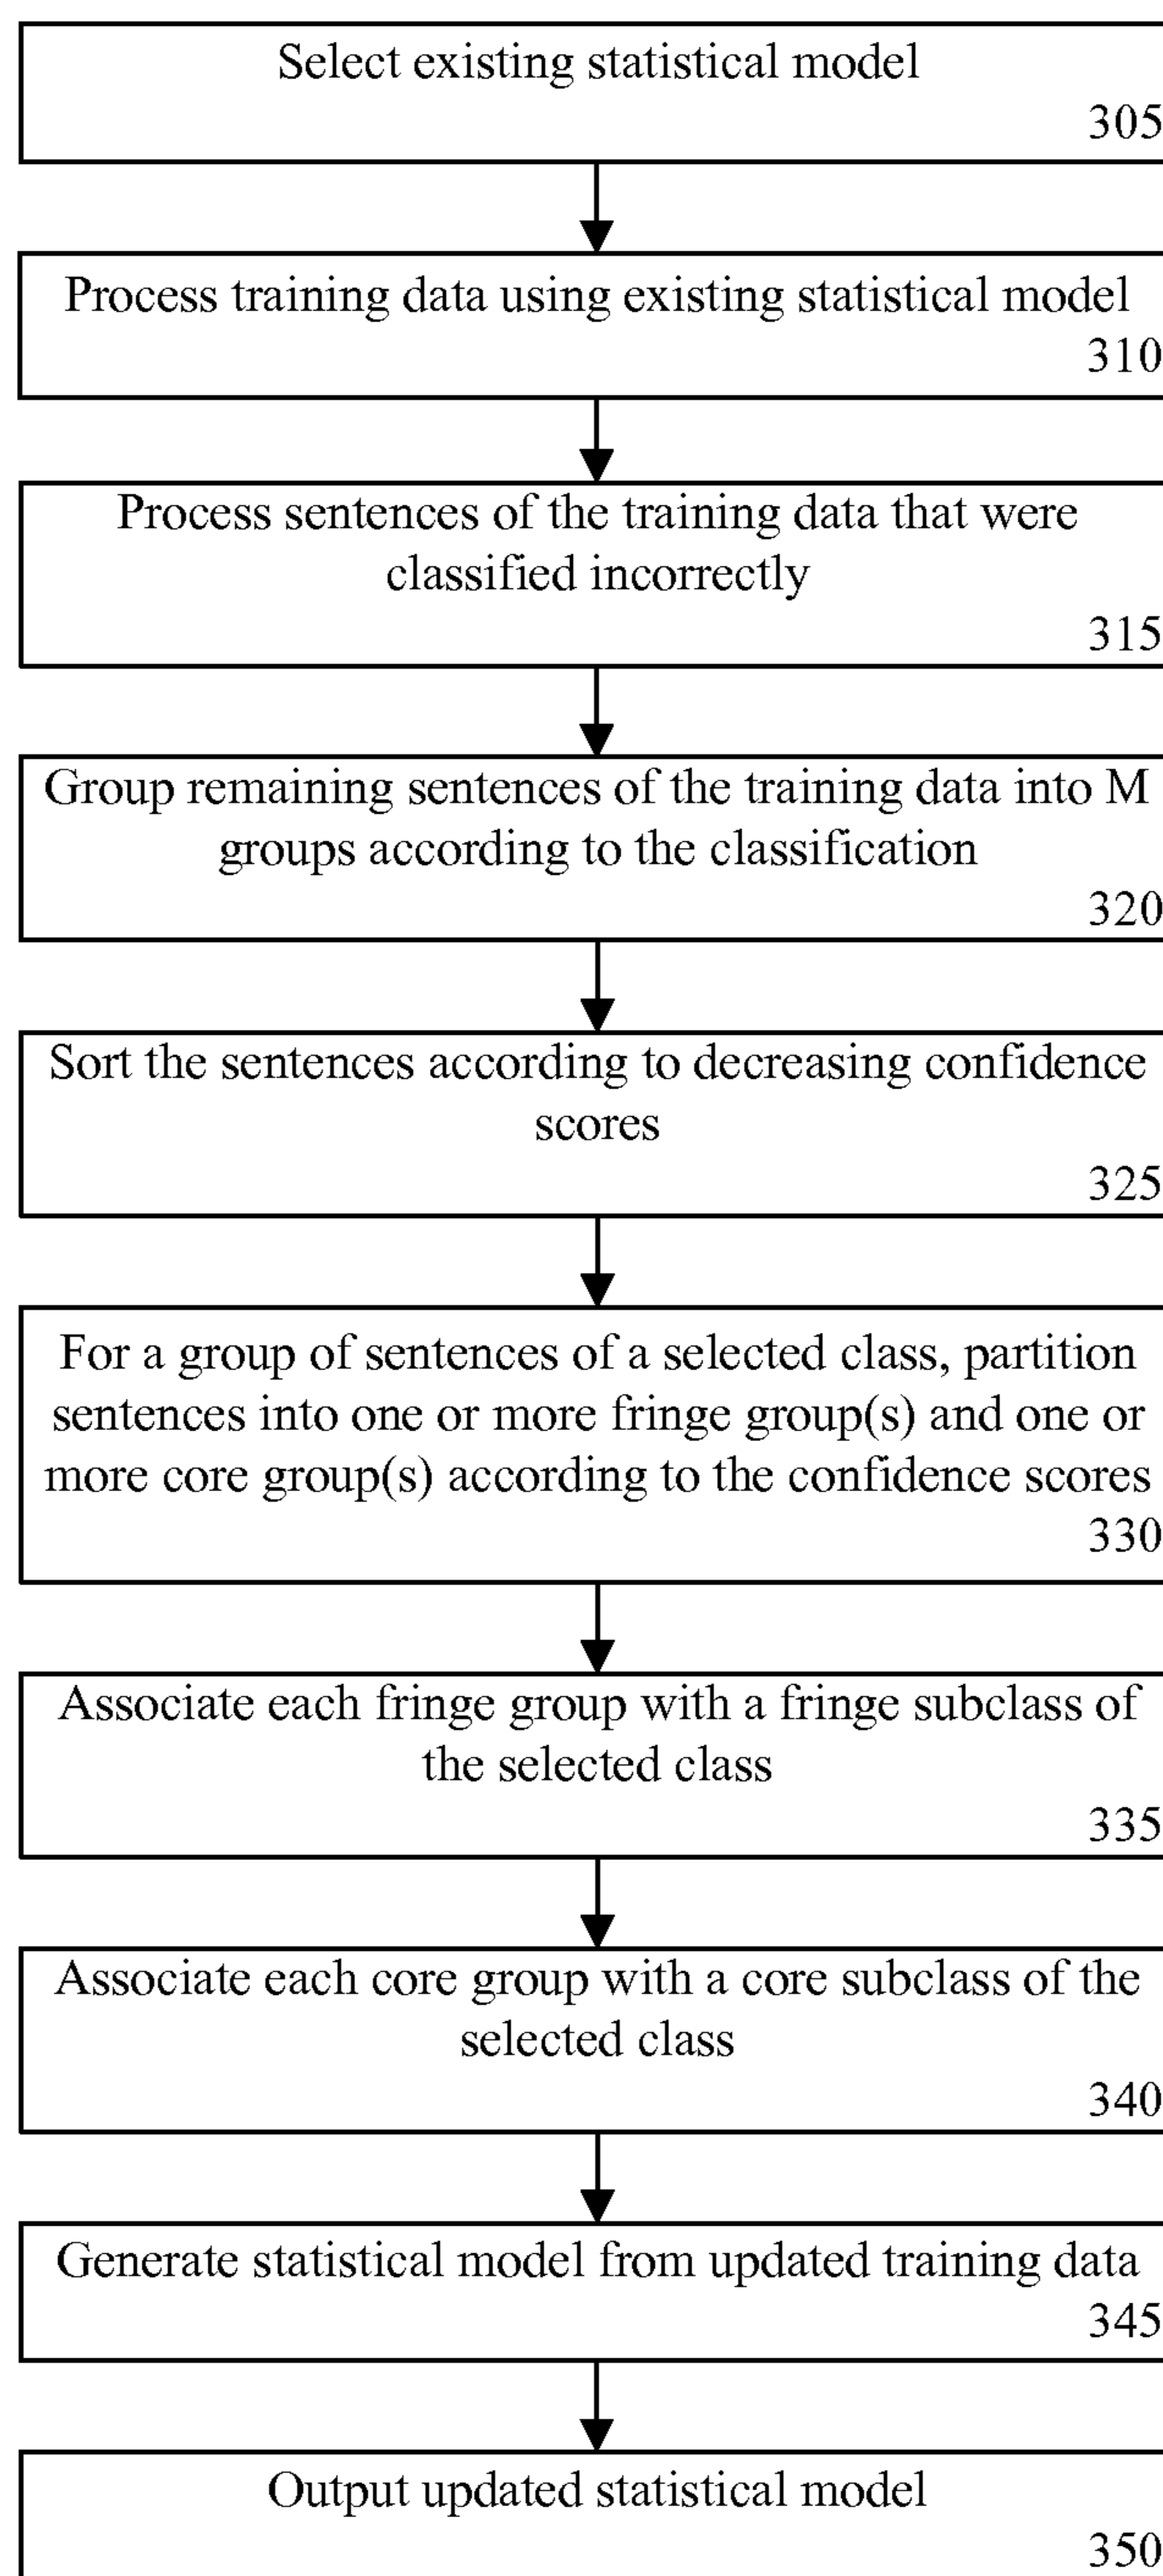 Select existing statistical model
305
Process training data using existing statistical model
310
Process sentences of the training data that were
classified incorrectly
315
Group remaining sentences of the training data into M
groups according to the classification
320
Sort the sentences according to decreasing confidence
scores
325
For a group of sentences of a selected class, partition
sentences into one or more fringe group(s) and one or
more core group(s) according to the confidence scores
330
Associate each fringe group with a fringe subclass of
the selected class
335
Associate each core group with a core subclass of the
selected class
340
Generate statistical model from updated training data
345
Output updated statistical model
350